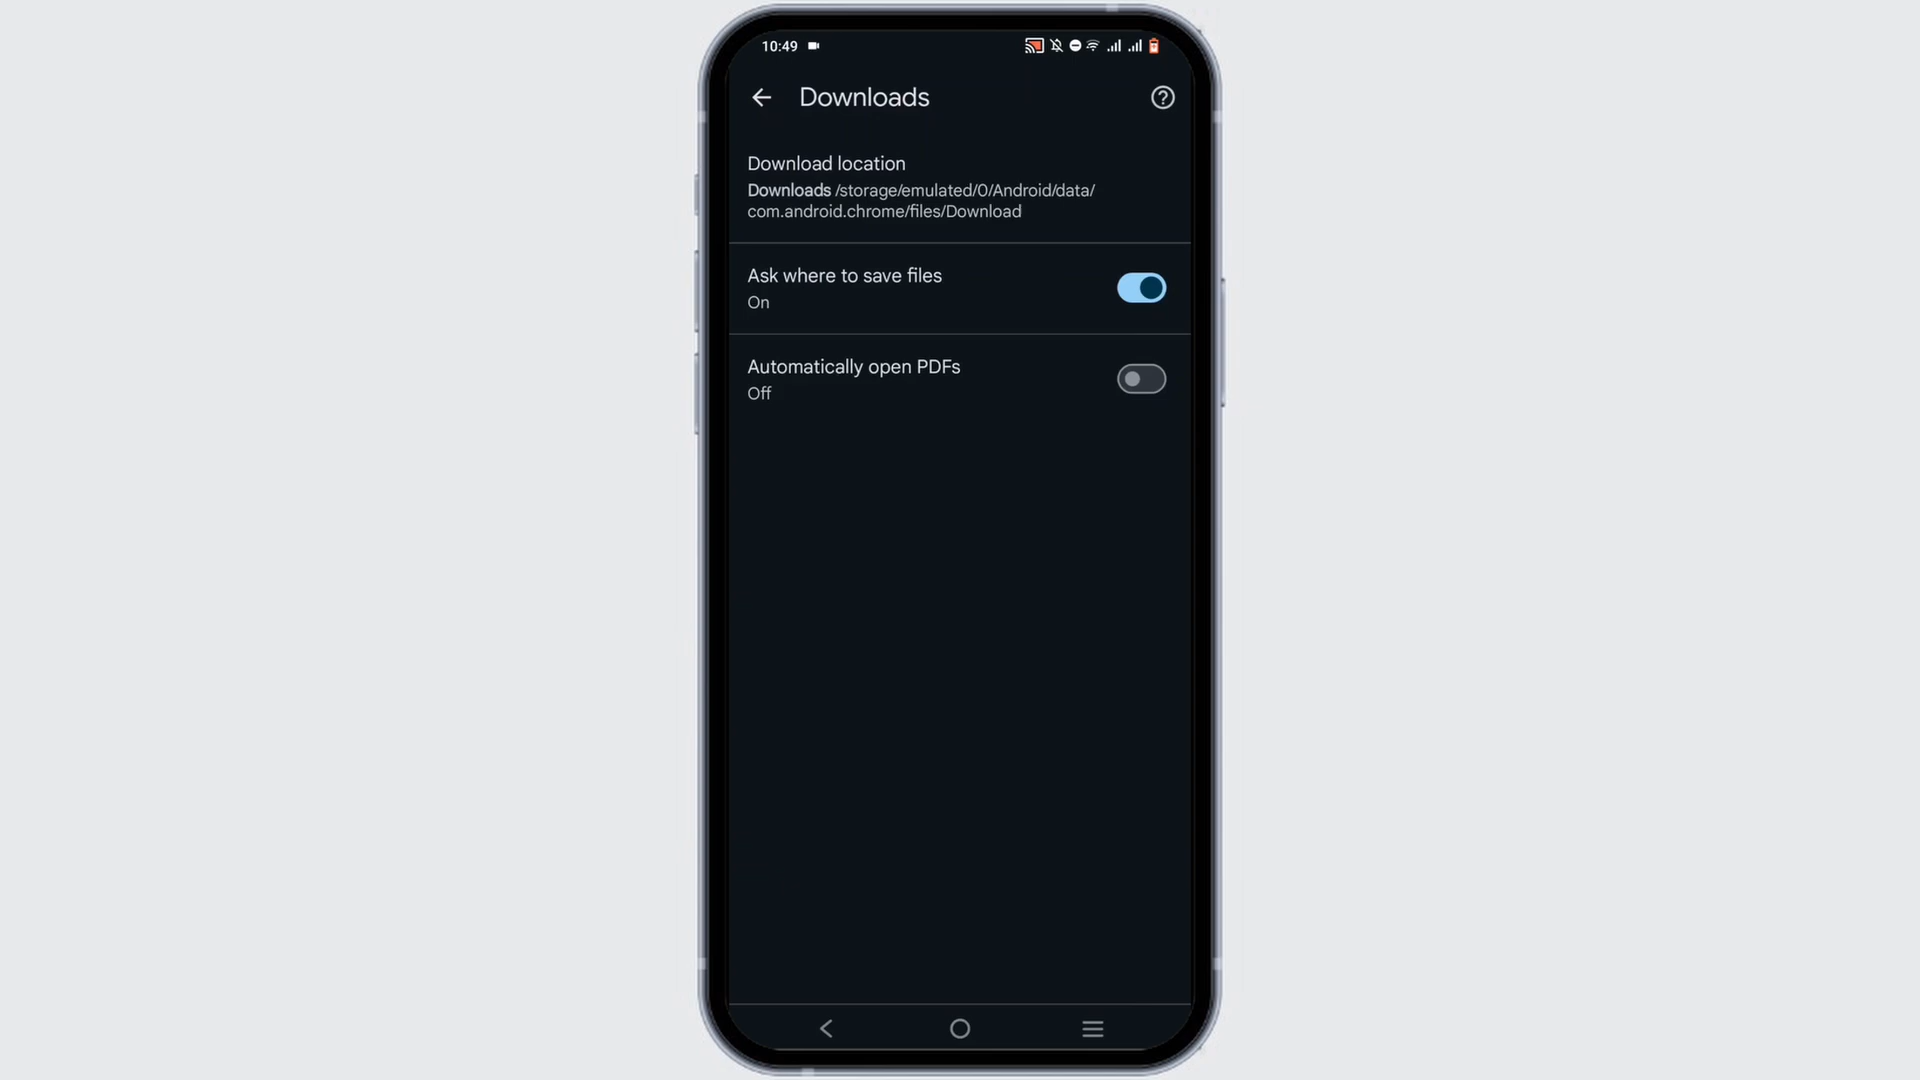 10:49
Downloads
Download location
Downloads /storage/emulated/0/Android/data/
com.android.chrome/files/Download
Ask where to save files
On
Automatically open PDFs
Off